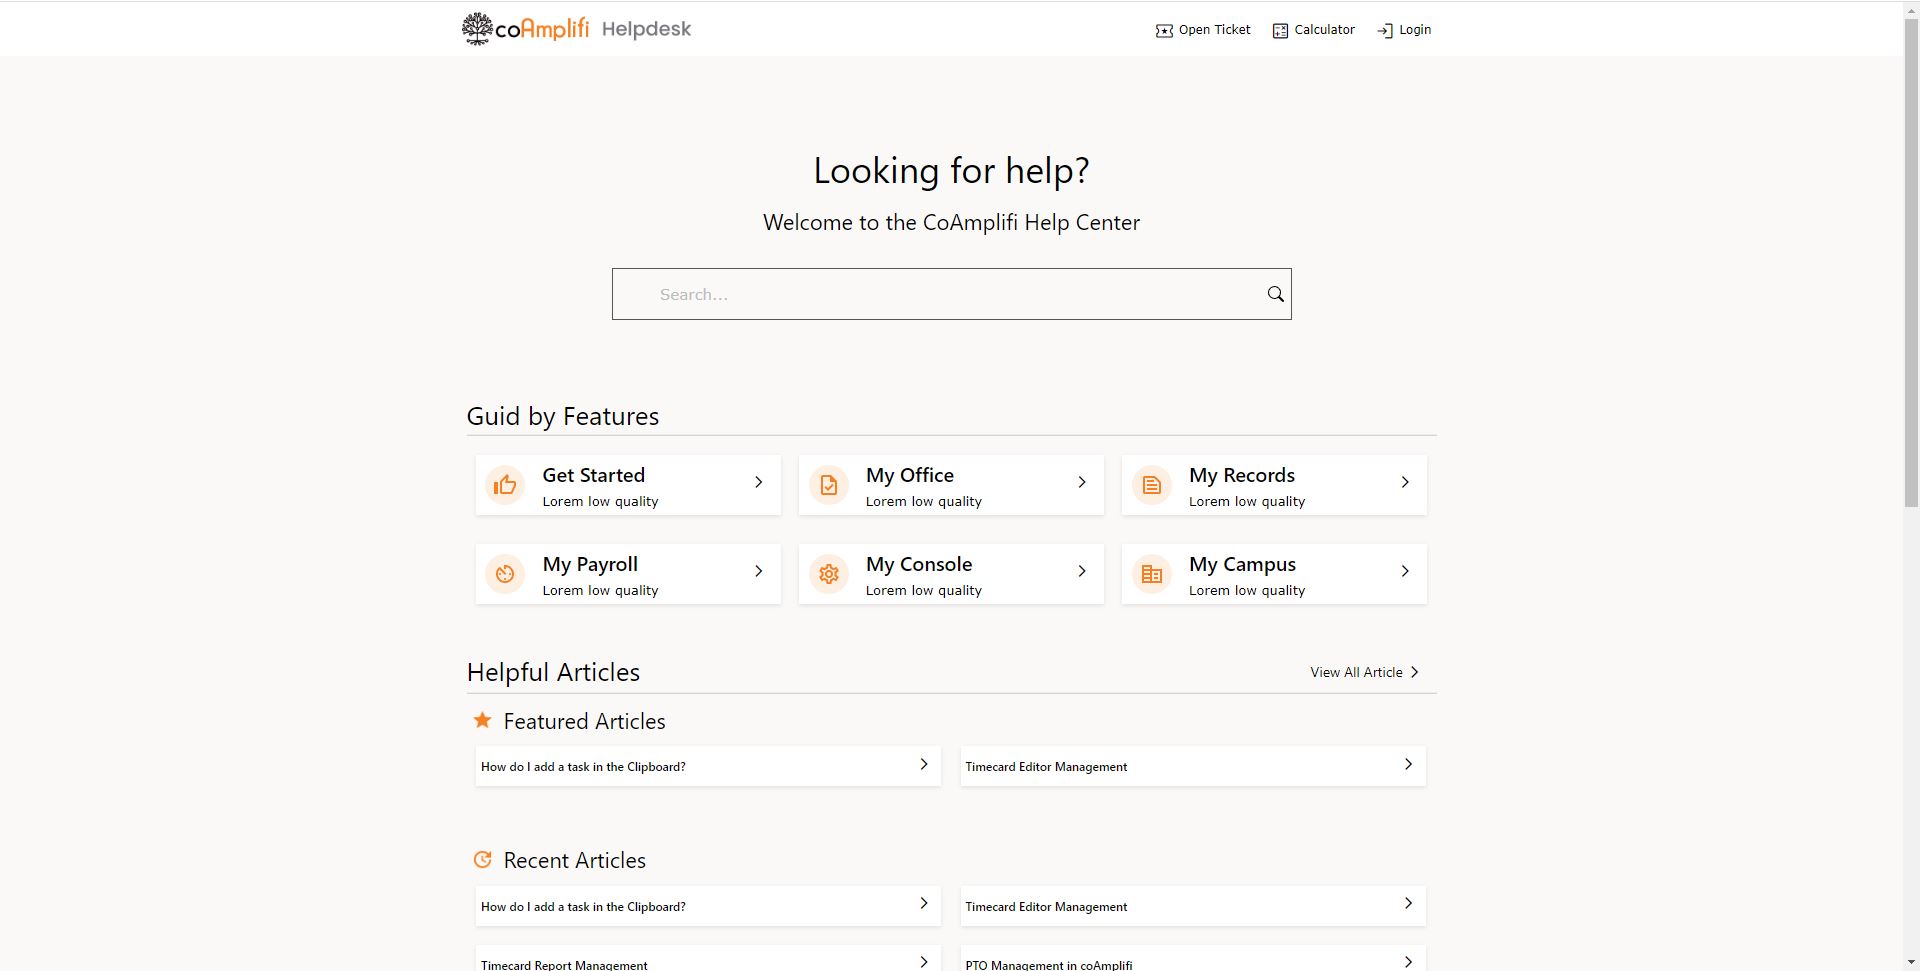 coAmplifi Helpdesk
Open Ticket Calculator Login
Looking for help?
Welcome to the CoAmplifi Help Center
Search...
Guid by Features
Get Started My Office My Records
Lorem low quality Lorem low quality Lorem low quality
My Payroll My Console My Campus
Lorem low quality Lorem low quality Lorem low quality
Helpful Articles View All Article
Featured Articles
How do I add a task in the Clipboard? Timecard Editor Management
Recent Articles
How do I add a task in the Clipboard? Timecard Editor Management
Timecard Report Management PTO Management in coAmplifi